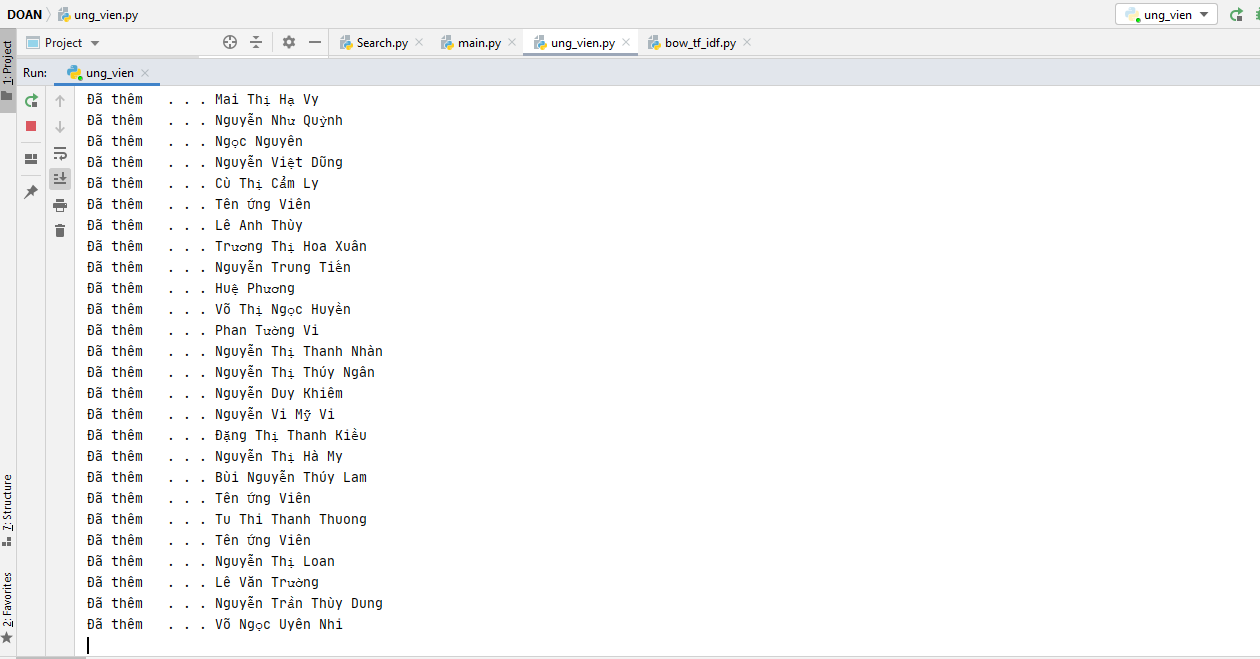 DOAN ung_vien.py ung_vien
Project Search.py main.py ung_vien.py bow_tf_idf.py
Run: ung_vien
1: Project
Đã thêm . . . Mai Thị Hạ Vy
Đã thêm . . . Nguyễn Như Quỳnh
Đã thêm . . . Ngọc Nguyên
Đã thêm . . . Nguyễn Việt Dũng
Đã thêm . . . Cù Thị Cẩm Ly
Đã thêm . . . Tên ứng Viên
Đã thêm . . . Lê Anh Thùy
Đã thêm . . . Trương Thị Hoa Xuân
Đã thêm . . . Nguyễn Trung Tiến
Đã thêm . . . Huệ Phương
Đã thêm . . . Võ Thị Ngọc Huyền
Đã thêm . . . Phan Tường Vi
Đã thêm . . . Nguyễn Thị Thanh Nhàn
Đã thêm . . . Nguyễn Thị Thúy Ngân
Đã thêm . . . Nguyễn Duy Khiêm
Đã thêm . . . Nguyễn Vi Mỹ Vi
Đã thêm . . . Đặng Thị Thanh Kiều
Đã thêm . . . Nguyễn Thị Hà My
Đã thêm . . . Bùi Nguyễn Thúy Lam
Đã thêm . . . Tên ứng Viên
Đã thêm . . . Tu Thi Thanh Thuong
Đã thêm . . . Tên ứng Viên
Đã thêm . . . Nguyễn Thị Loan
Đã thêm . . . Lê Văn Trường
Đã thêm . . . Nguyễn Trần Thùy Dung
Đã thêm . . . Võ Ngọc Uyên Nhi
7: Structure
2: Favorites